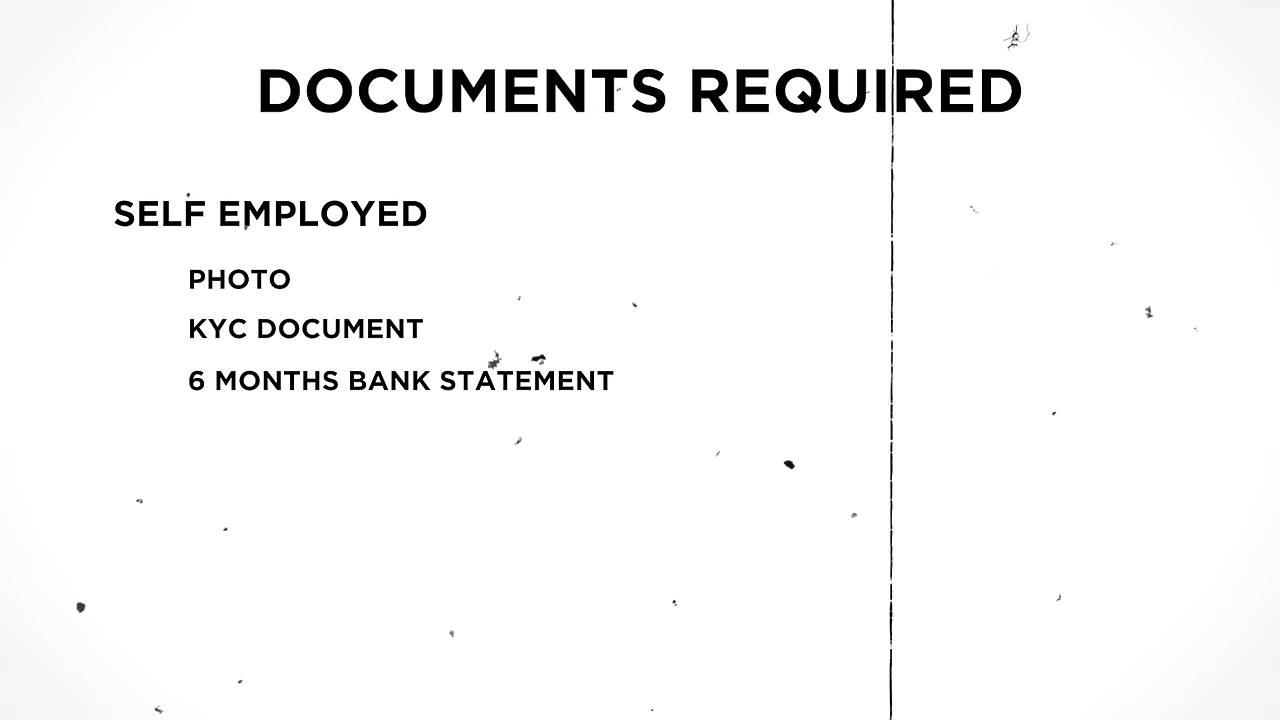 DOCUMENTS REQUIRED
SELF EMPLOYED
PHOTO
KYC DOCUMENT
6 MONTHS BANK STATEMENT